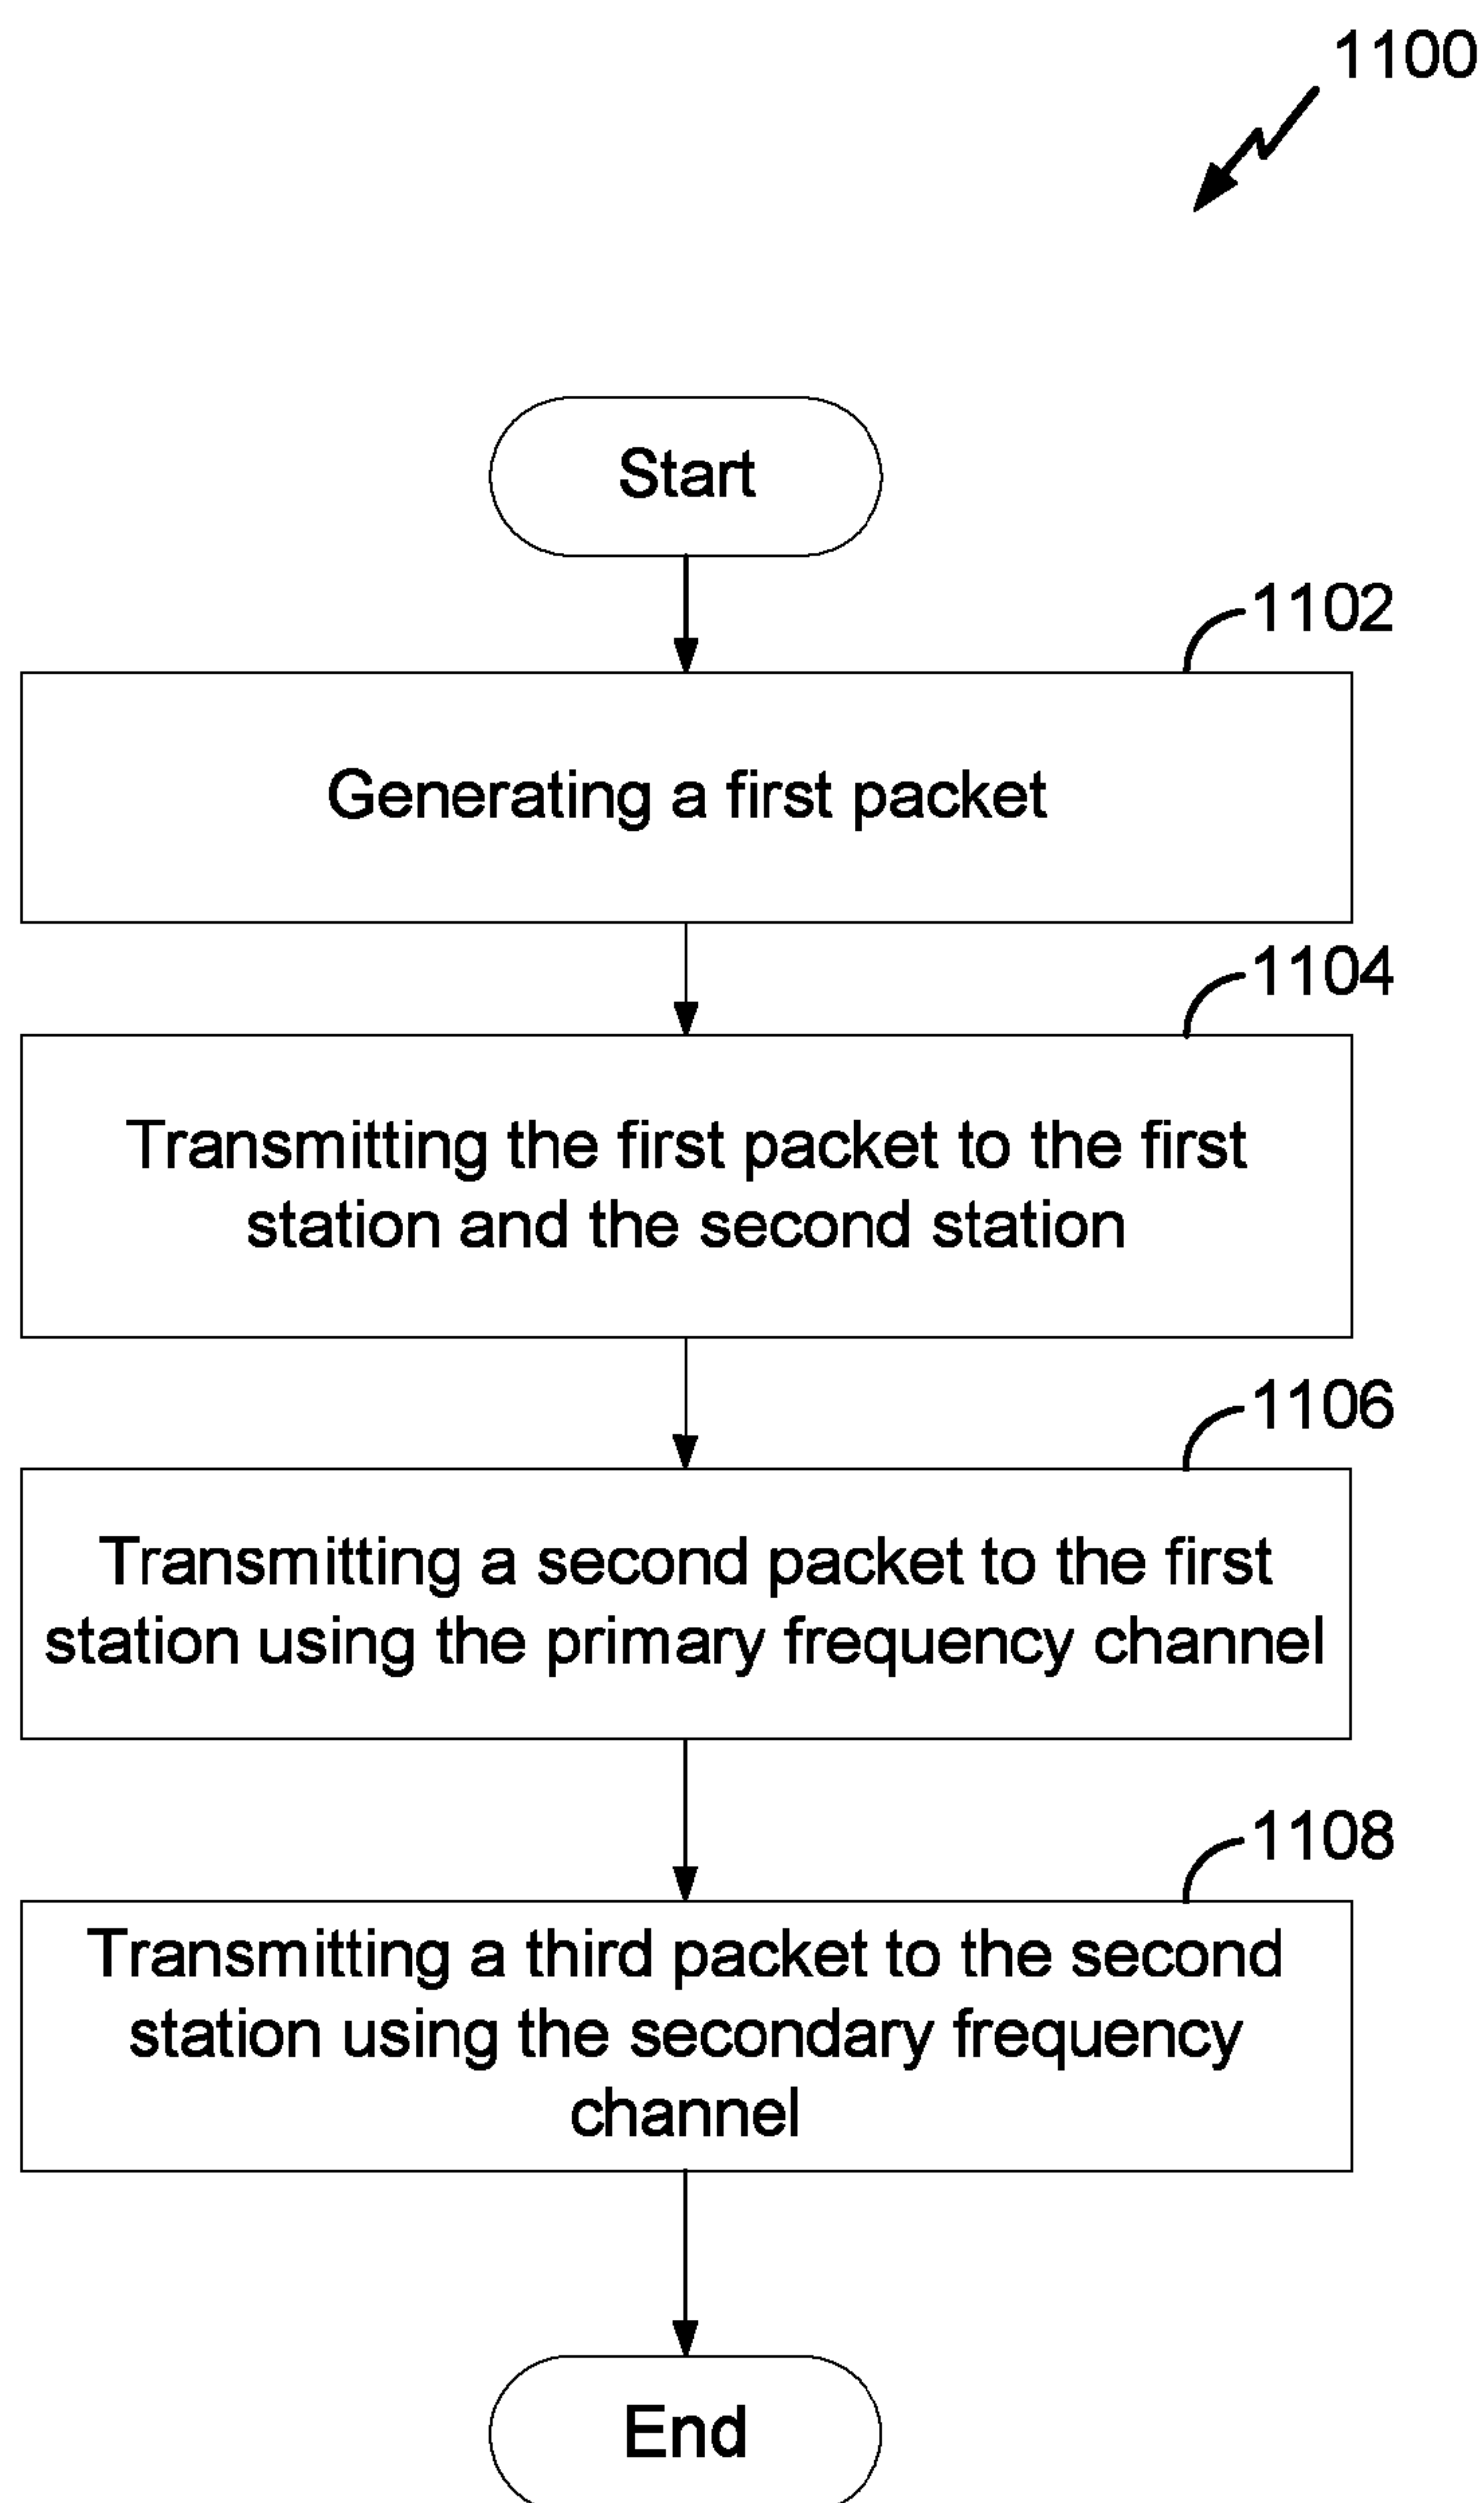 1100
Start
1102
Generating a first packet
1104
Transmitting the first packet to the first
station and the second station
1106
Transmitting a second packet to the first
station using the primary frequency channel
1108
Transmitting a third packet to the second
station using the secondary frequency
channel
End